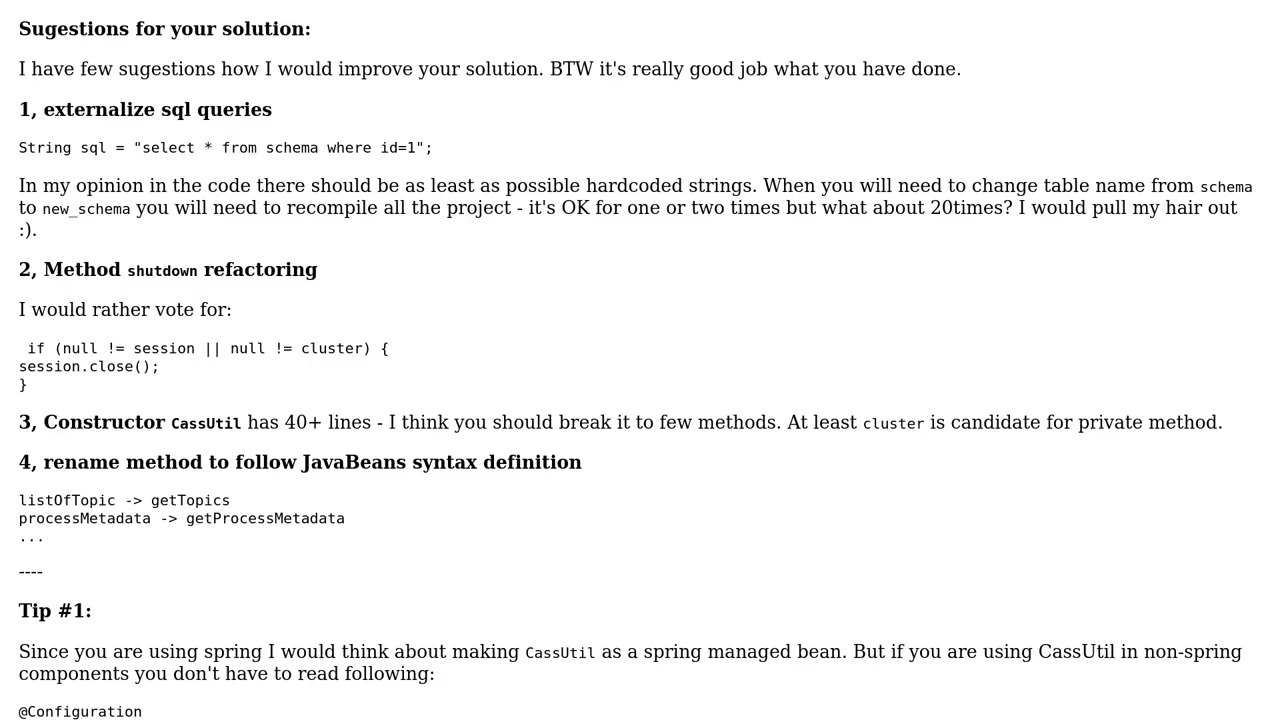 Sugestions for your solution:
I have few sugestions how I would improve your solution. BTW it's really good job what you have done.
1, externalize sql queries
String sql = "select * from schema where id=1";
In my opinion in the code there should be as least as possible hardcoded strings. When you will need to change table name from schema
to new_schema you will need to recompile all the project - it's OK for one or two times but what about 20times? I would pull my hair out
:).
2, Method shutdown refactoring
I would rather vote for:
if (null != session || null != cluster) {
session.close();
}
3, Constructor CassUtil has 40+ lines - I think you should break it to few methods. At least cluster is candidate for private method.
4, rename method to follow JavaBeans syntax definition
listOfTopic -> getTopics
processMetadata -> getProcessMetadata
...
----
Tip #1:
Since you are using spring I would think about making CassUtil as a spring managed bean. But if you are using CassUtil in non-spring
components you don't have to read following:
@Configuration